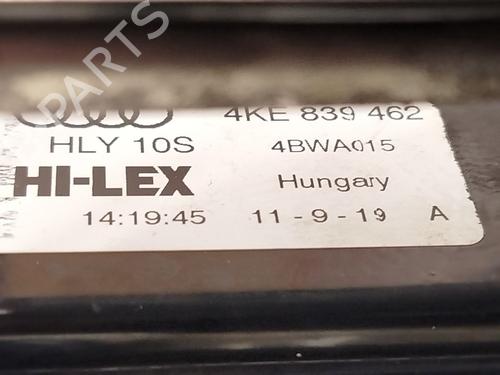 4KE 839 462
HLY 10S 4BWA015
HI-LEX Hungary
14:19:45 11-9-19 A
PARTS